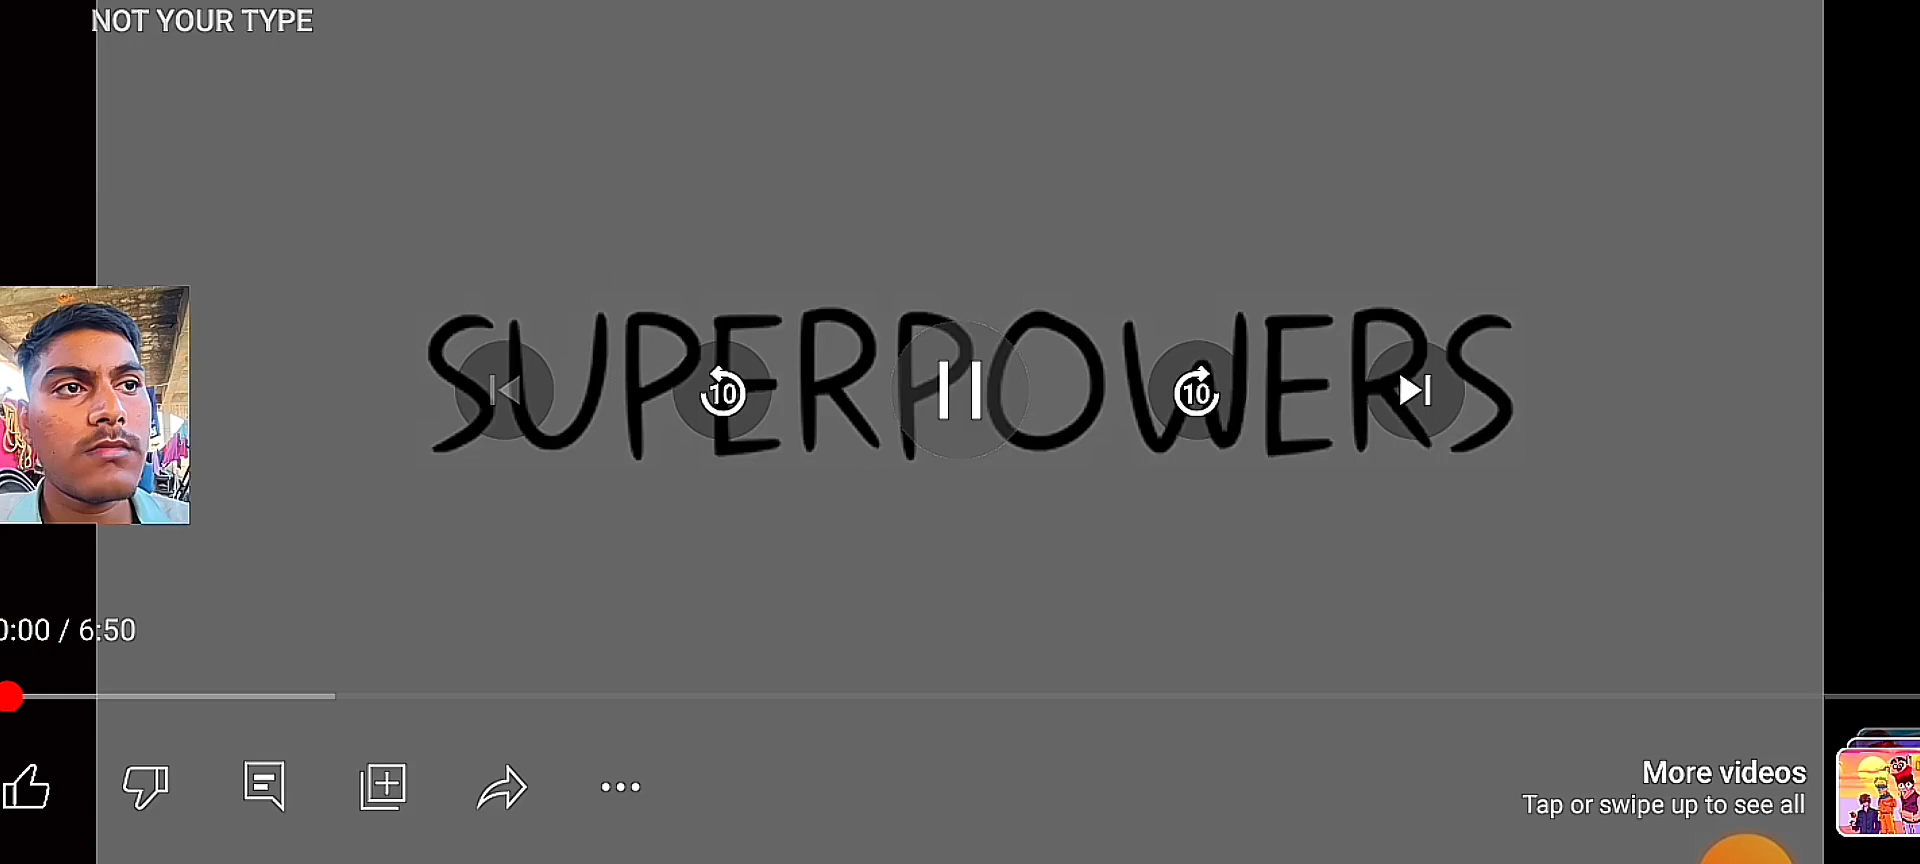 NOT YOUR TYPE
SUPERPOWERS
10
10
0:00 / 6:50
More videos
Tap or swipe up to see all